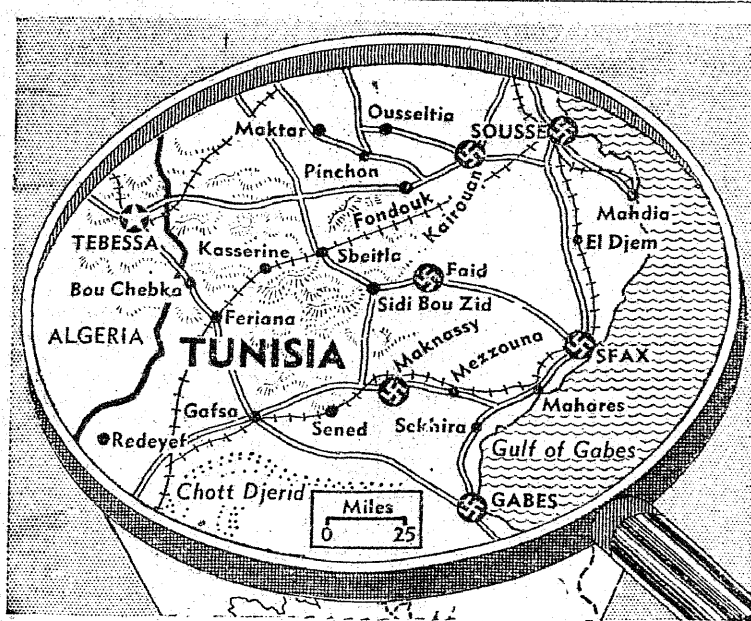 Ousseltia
Maktar
SOUSSE
Pinchon
Fondouk
Kairouan
Mahdia
TEBESSA
Kasserine
Sbeitla
El Djem
Faid
Bou Chebka
Sidi Bou Zid
Feriana
ALGERIA
TUNISIA
Maknassy
Mezzouna
SFAX
Gafsa
Sened
Mahares
Sekhira
Redeyef
Gulf of Gabes
Chott Djerid
GABES
Miles
0 25